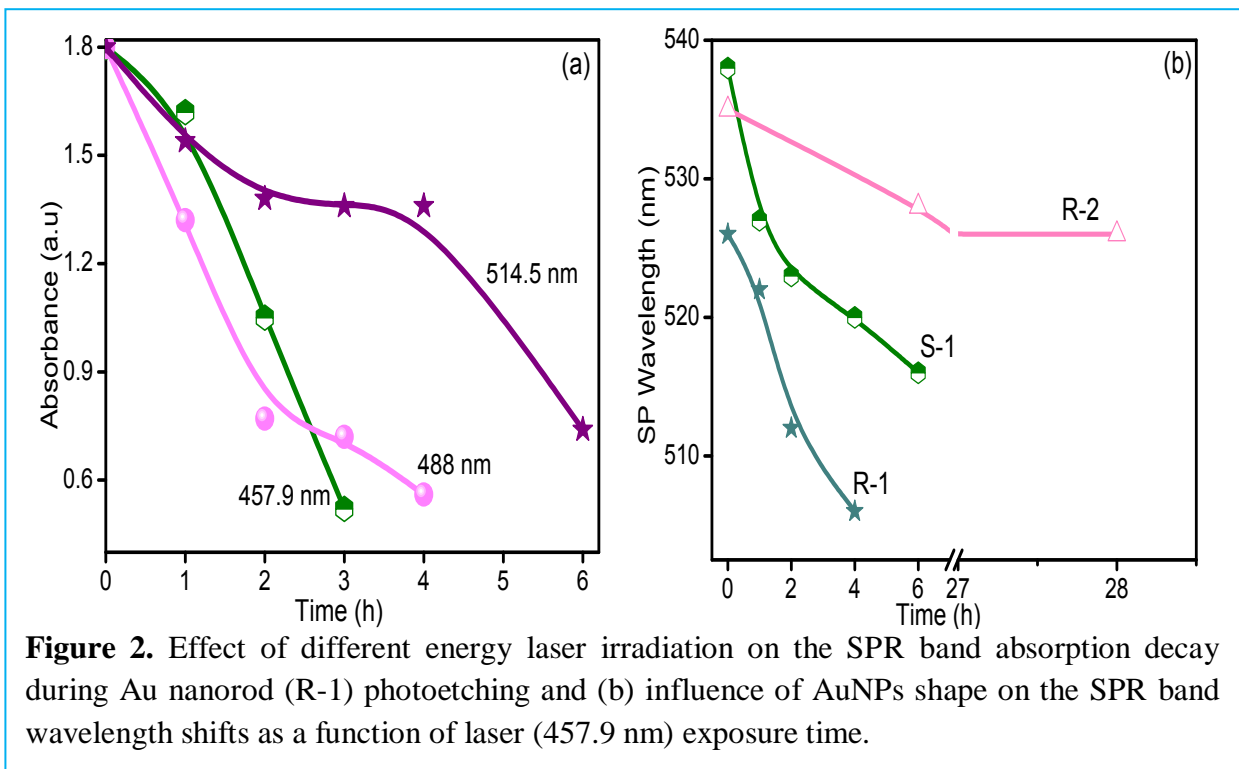 (a)
1.8
1.5
1.2
0.9
0.6
Absorbance (a.u)
514.5 nm
488 nm
457.9 nm
0 1 2 3 4 5 6
Time (h)
(b)
540
530
520
510
SP Wavelength (nm)
R-2
S-1
R-1
0 2 4 6 27 28
Time (h)
Figure 2. Effect of different energy laser irradiation on the SPR band absorption decay
during Au nanorod (R-1) photoetching and (b) influence of AuNPs shape on the SPR band
wavelength shifts as a function of laser (457.9 nm) exposure time.